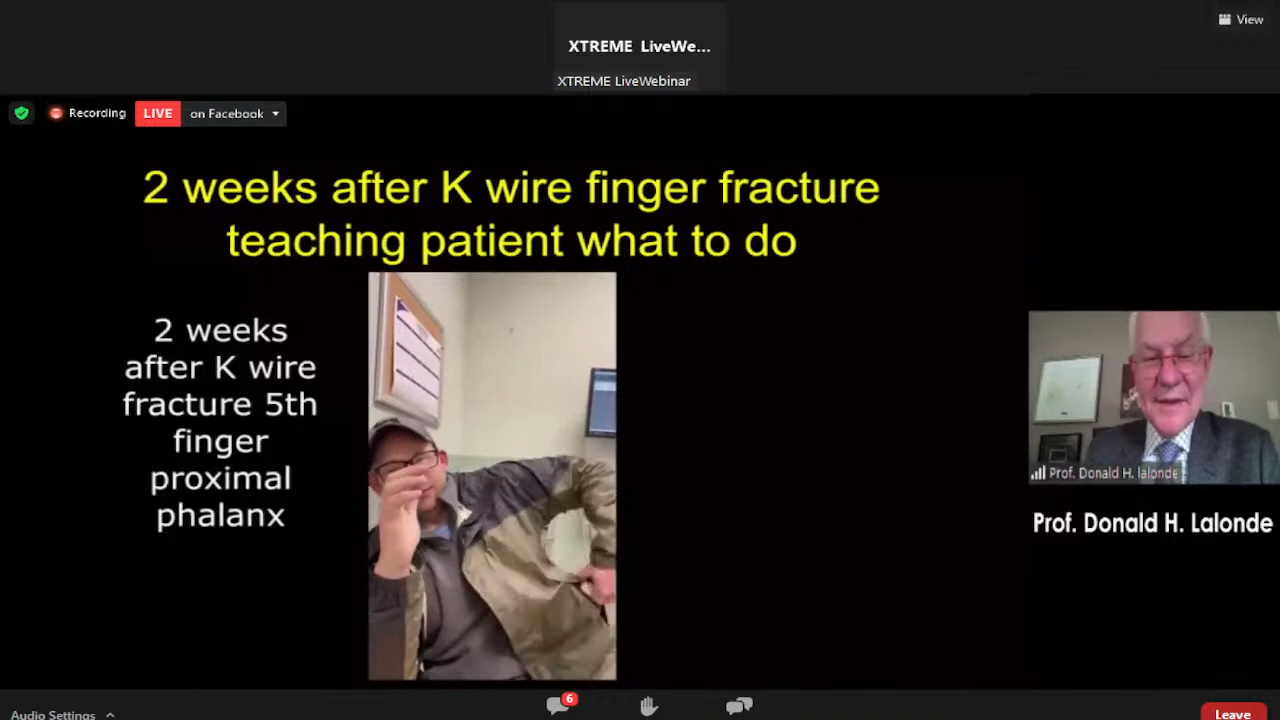 View
XTREME LiveWe...
XTREME LiveWebinar
Recording
LIVE
on Facebook
2 weeks after K wire finger fracture
teaching patient what to do
2 weeks
after K wire
fracture 5th
finger
proximal
phalanx
Prof. Donald H. lalonde
Prof. Donald H. Lalonde
6
Audio Settings
Leave